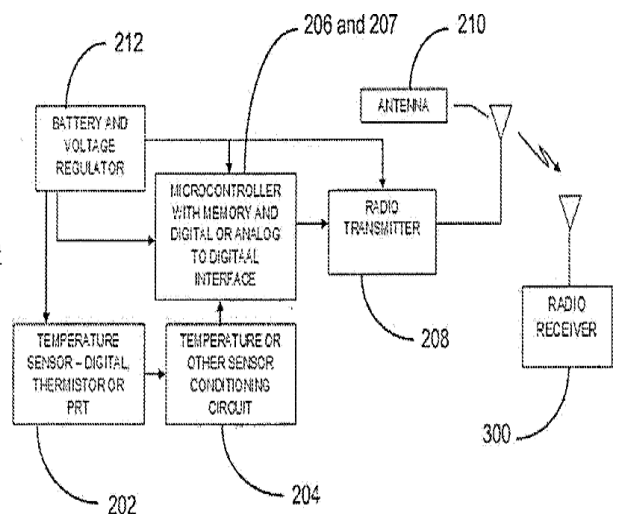 212
206 and 207
210
BATTERY AND
VOLTAGE
REGULATOR
ANTENNA
MICROCONTROLLER
WITH MEMORY AND
DIGITAL OR ANALOG
TO DIGITAAL
INTERFACE
RADIO
TRANSMITTER
208
RADIO
RECEIVER
300
TEMPERATURE
SENSOR – DIGITAL,
THERMISTOR OR
PRT
TEMPERATURE OR
OTHER SENSOR
CONDITIONING
CIRCUIT
202
204